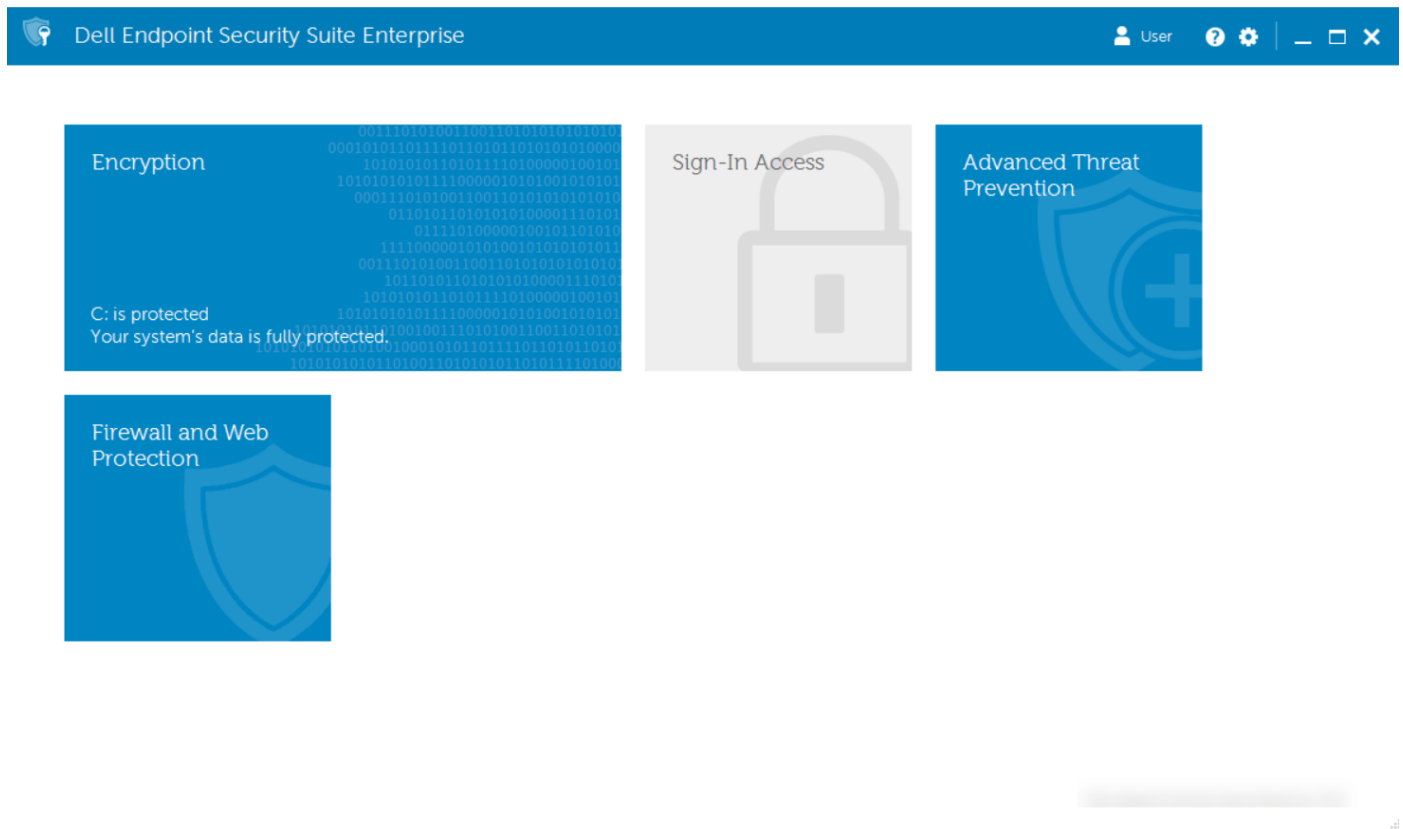 Dell Endpoint Security Suite Enterprise
User
Encryption
C: is protected
Your system's data is fully protected.
Sign-In Access
Advanced Threat
Prevention
Firewall and Web
Protection